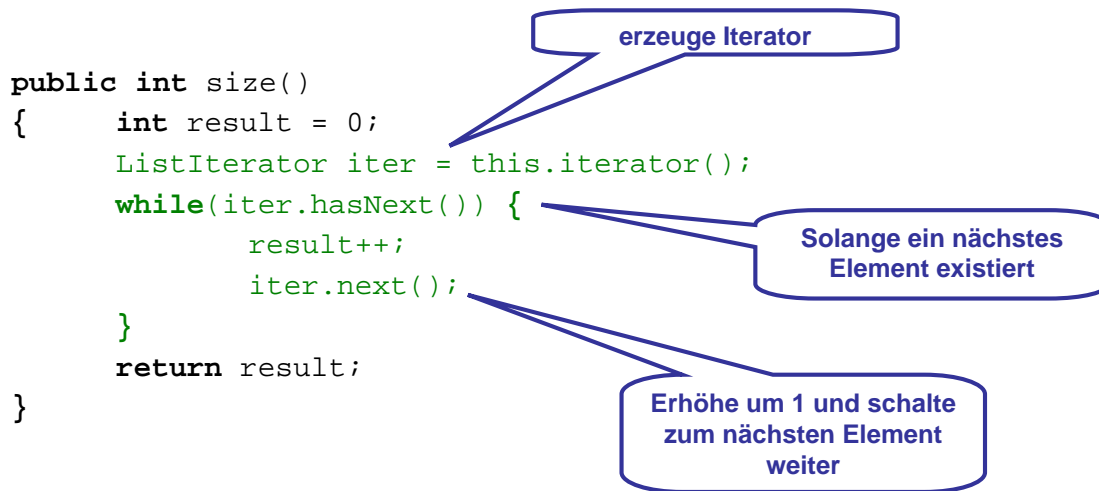 erzeuge Iterator
public int size()
{ int result = 0;
ListIterator iter = this.iterator();
while(iter.hasNext()) {
result++;
iter.next();
}
return result;
}
Solange ein nächstes
Element existiert
Erhöhe um 1 und schalte
zum nächsten Element
weiter